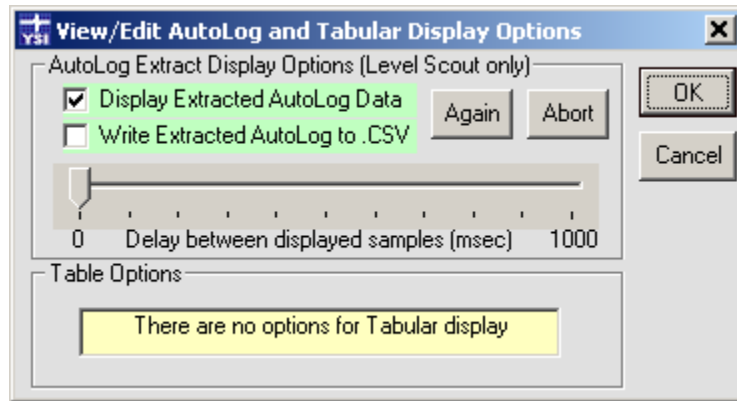 YSI View/Edit AutoLog and Tabular Display Options
AutoLog Extract Display Options (Level Scout only)
Display Extracted AutoLog Data
Write Extracted AutoLog to .CSV
Again
Abort
OK
Cancel
0 Delay between displayed samples (msec) 1000
Table Options
There are no options for Tabular display